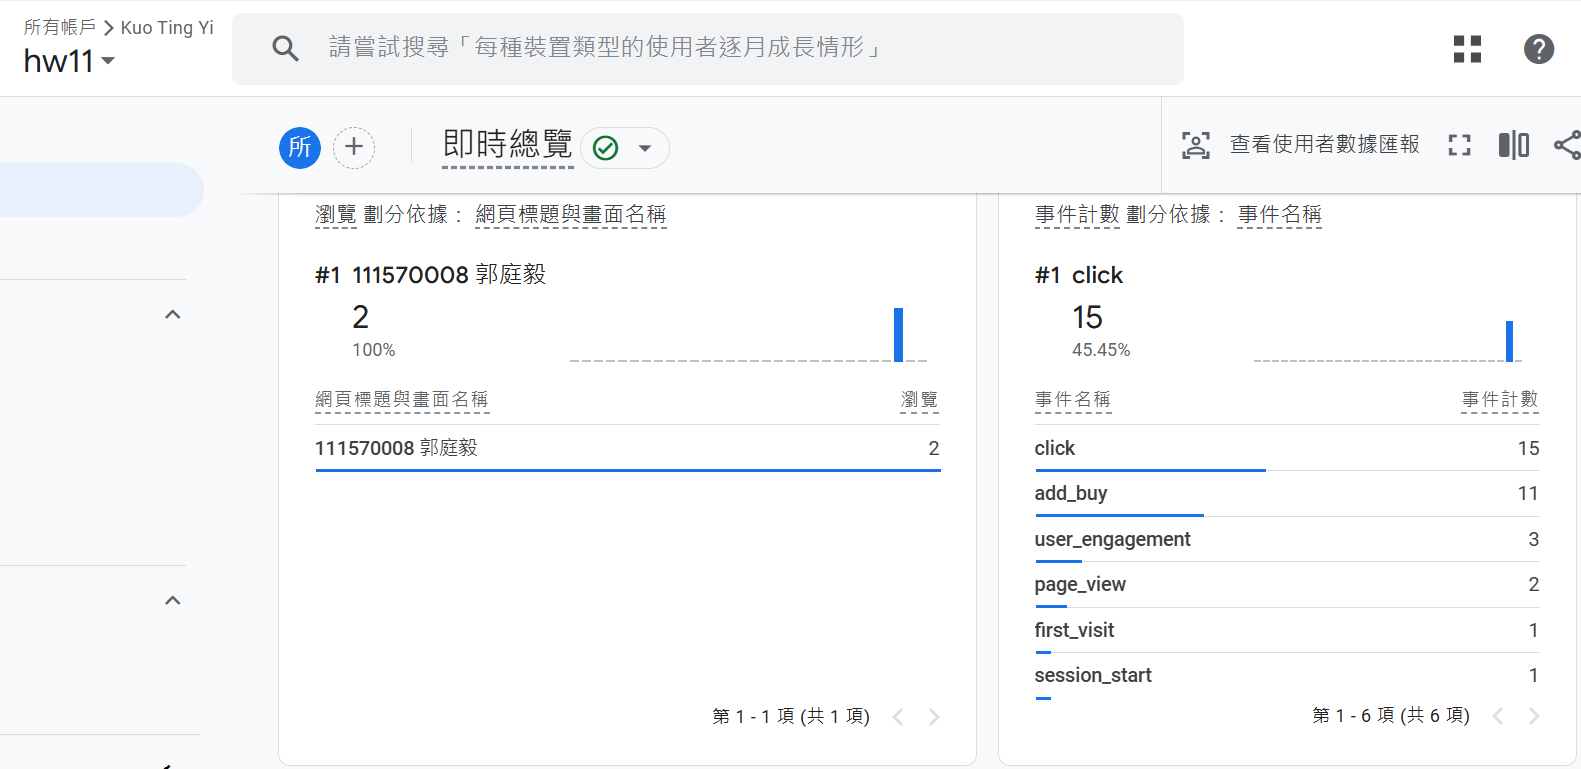 所有帳戶 > Kuo Ting Yi
hw11
請嘗試搜尋「每種裝置類型的使用者逐月成長情形」
所
即時總覽
查看使用者數據匯報
瀏覽 劃分依據： 網頁標題與畫面名稱
#1 111570008 郭庭毅
2
100%
網頁標題與畫面名稱 瀏覽
111570008 郭庭毅 2
第 1 - 1 項 (共 1 項)
事件計數 劃分依據： 事件名稱
#1 click
15
45.45%
事件名稱 事件計數
click 15
add_buy 11
user_engagement 3
page_view 2
first_visit 1
session_start 1
第 1 - 6 項 (共 6 項)